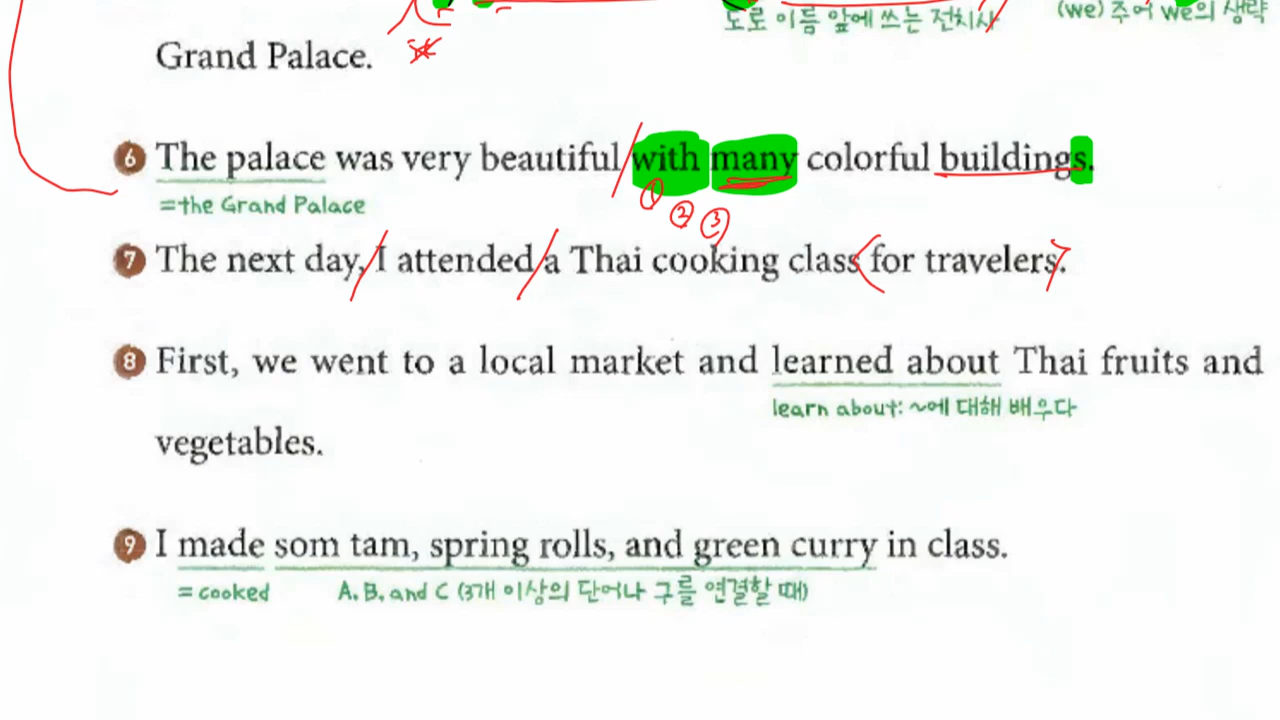 도로 이름 앞에 쓰는 전치사 (we) 주어 we의 생략
Grand Palace.
6 The palace was very beautiful with many colorful buildings.
=the Grand Palace
① ② ③
7 The next day, I attended a Thai cooking class for travelers.
8 First, we went to a local market and learned about Thai fruits and
learn about: ~에 대해 배우다
vegetables.
9 I made som tam, spring rolls, and green curry in class.
= cooked A, B, and C (3개 이상의 단어나 구를 연결할 때)